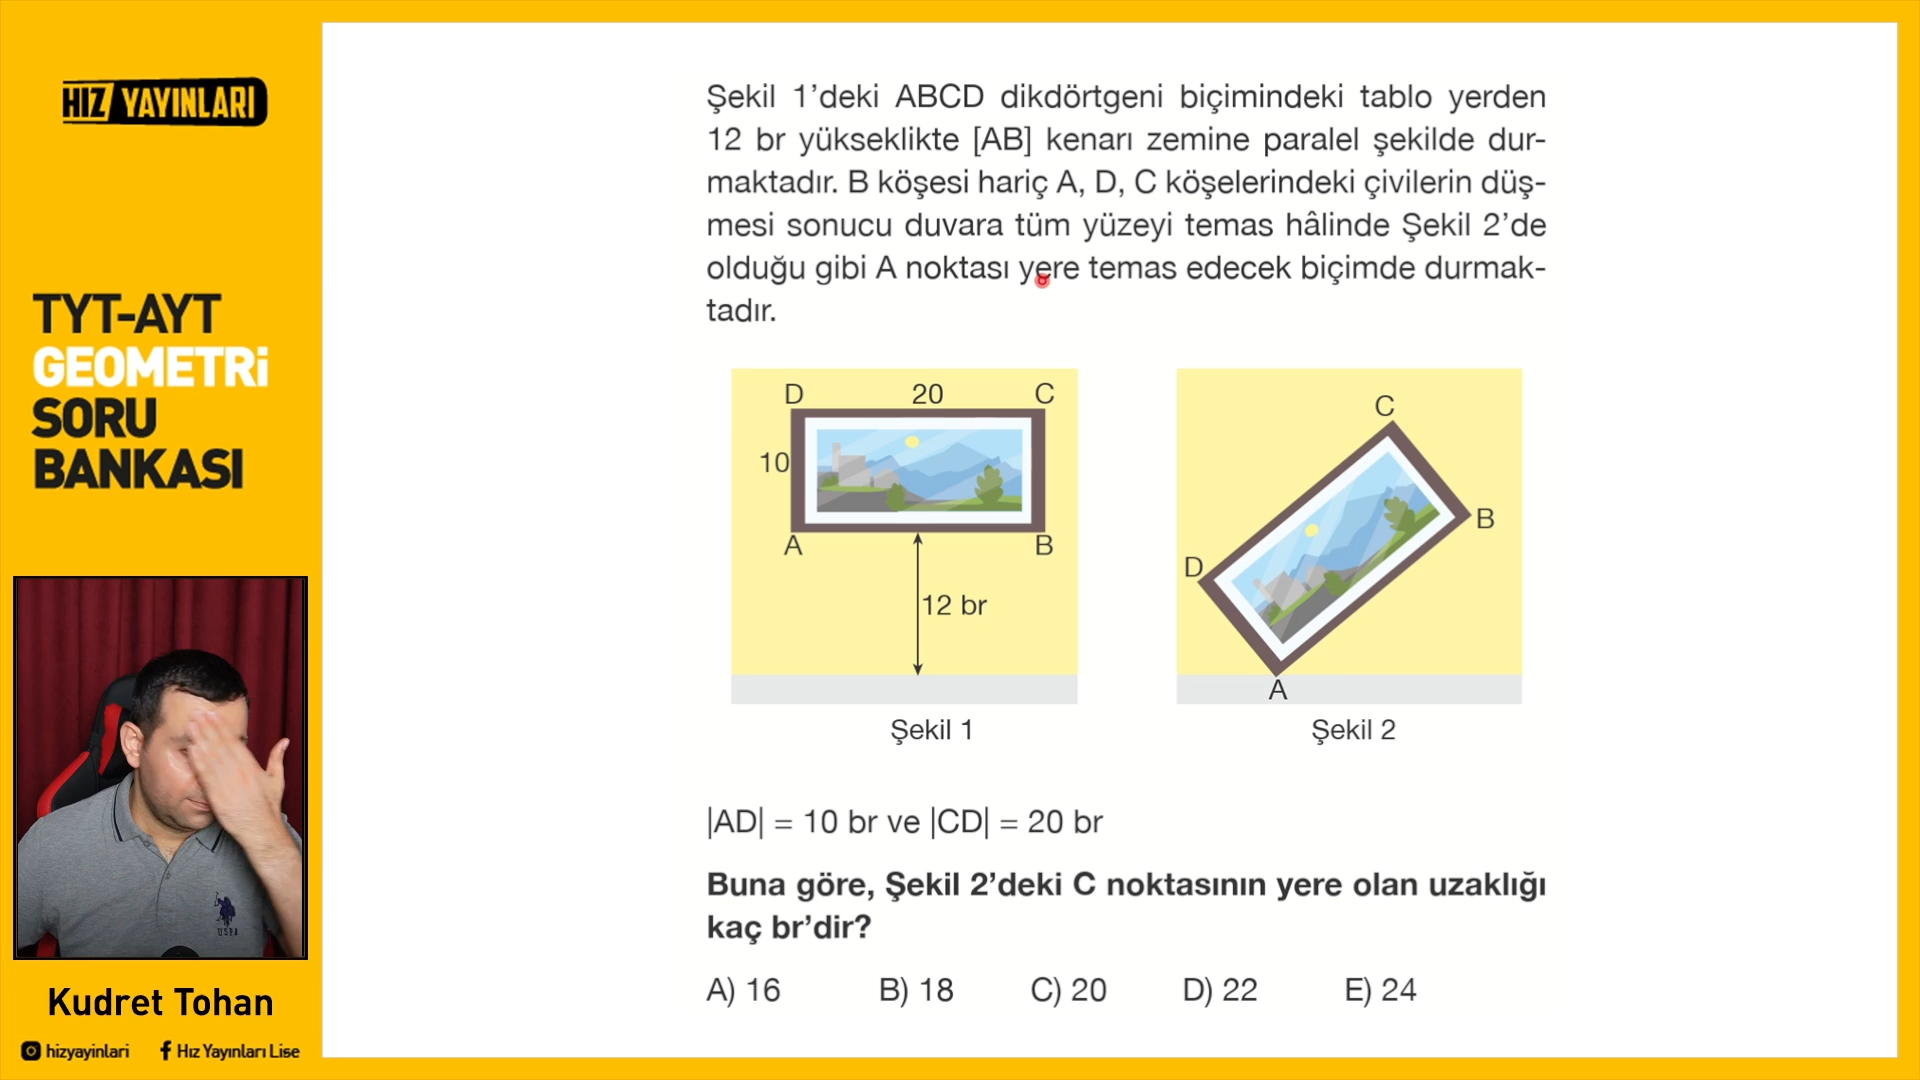 HIZ YAYINLARI
TYT-AYT
GEOMETRİ
SORU
BANKASI
U.S.P.A.
Kudret Tohan
hizyayinlari
Hız Yayınları Lise
Şekil 1’deki ABCD dikdörtgeni biçimindeki tablo yerden
12 br yükseklikte [AB] kenarı zemine paralel şekilde dur-
maktadır. B köşesi hariç A, D, C köşelerindeki çivilerin düş-
mesi sonucu duvara tüm yüzeyi temas hâlinde Şekil 2’de
olduğu gibi A noktası yere temas edecek biçimde durmak-
tadır.
D 20 C
10
A B
12 br
Şekil 1
C
B
D
A
Şekil 2
|AD| = 10 br ve |CD| = 20 br
Buna göre, Şekil 2’deki C noktasının yere olan uzaklığı
kaç br’dir?
A) 16 B) 18 C) 20 D) 22 E) 24